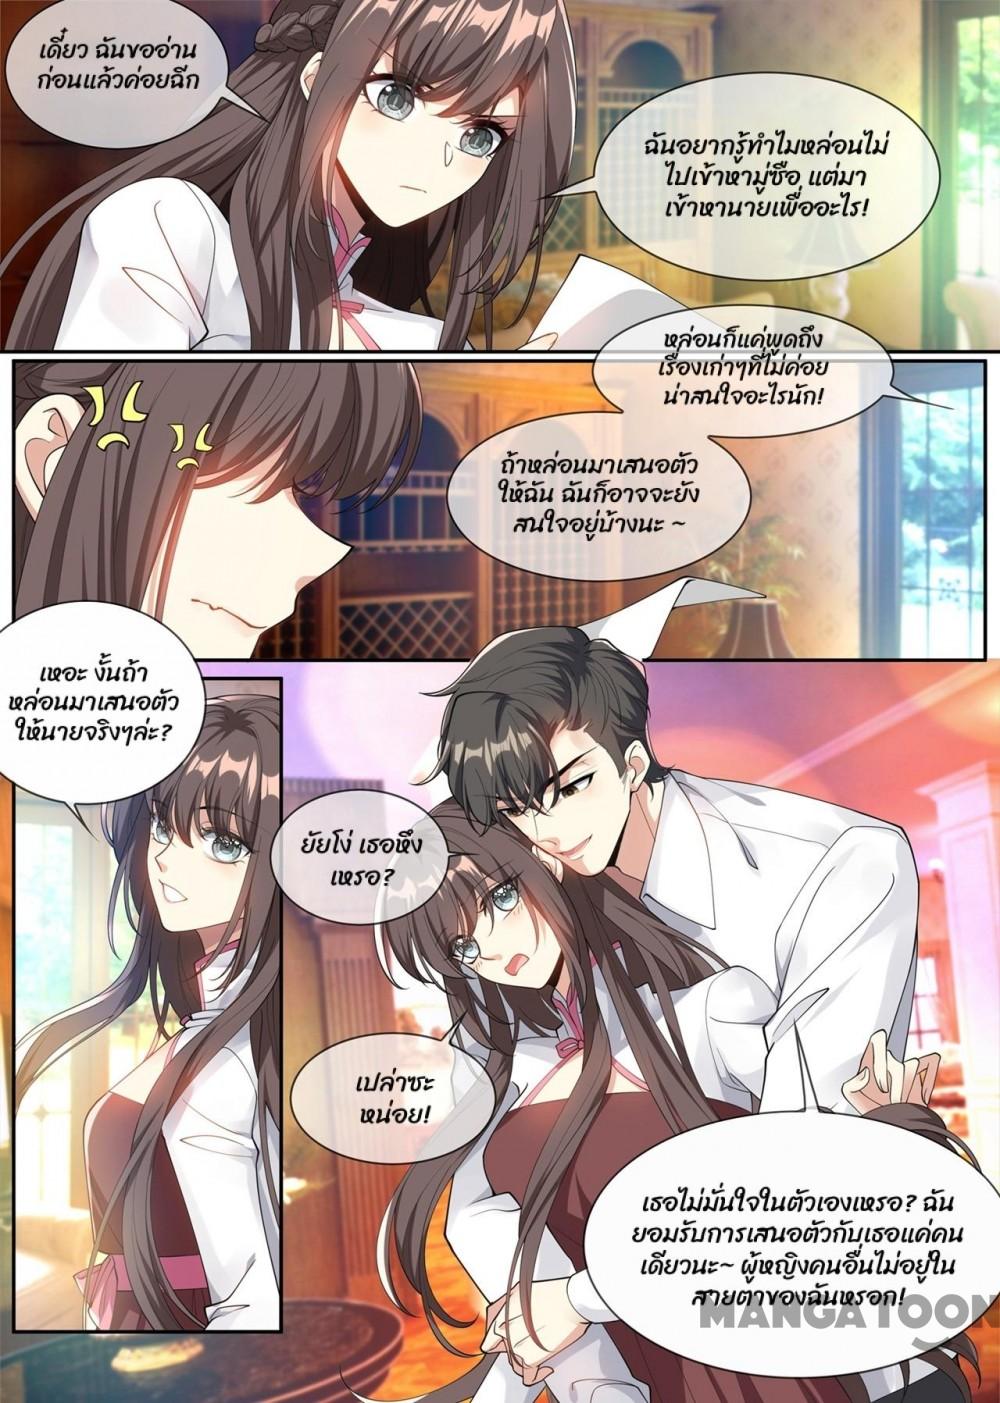 เดี๋ยว ฉันขออ่าน
ก่อนแล้วค่อยฉีก
ฉันอยากรู้ทำไมหล่อนไม่
ไปเข้าหามู่ซือ แต่มา
เข้าหานายเพื่ออะไร!
หล่อนก็แค่พูดถึง
เรื่องเก่าๆที่ไม่ค่อย
น่าสนใจอะไรนัก!
ถ้าหล่อนมาเสนอตัว
ให้ฉัน ฉันก็อาจจะยัง
สนใจอยู่บ้างนะ ~
เหอะ งั้นถ้า
หล่อนมาเสนอตัว
ให้นายจริงๆล่ะ?
ยัยโง่ เธอหึง
เหรอ?
เปล่าซะ
หน่อย!
เธอไม่มั่นใจในตัวเองเหรอ? ฉัน
ยอมรับการเสนอตัวกับเธอแค่คน
เดียวนะ~ ผู้หญิงคนอื่นไม่อยู่ใน
สายตาของฉันหรอก!
MANGATOON